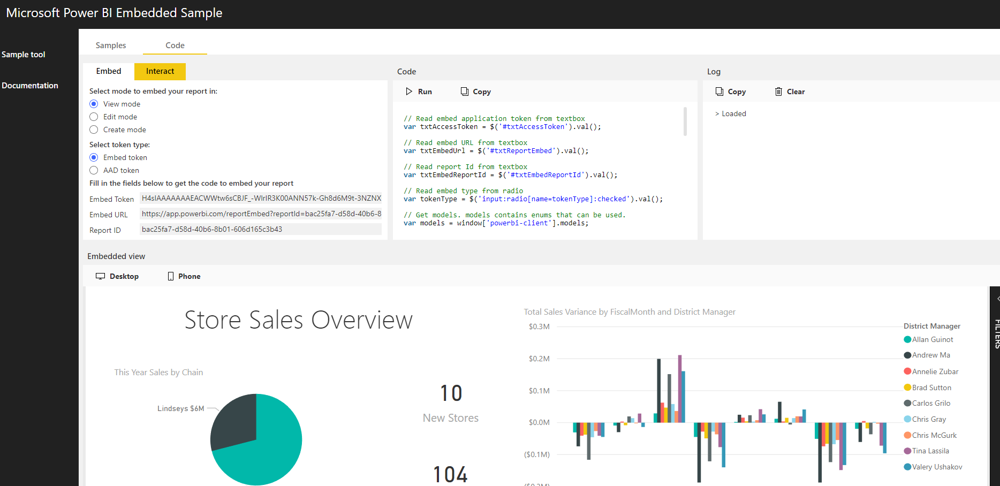 Microsoft Power BI Embedded Sample
Sample tool
Documentation
Samples
Code
Embed
Interact
Select mode to embed your report in:
View mode
Edit mode
Create mode
Select token type:
Embed token
AAD token
Fill in the fields below to get the code to embed your report
Embed Token H4sIAAAAAAAEACWWtw6sCBJF_-WIrIR3K00ANN57k-Gh8d6M9t-3NZNX
Embed URL https://app.powerbi.com/reportEmbed?reportId=bac25fa7-d58d-40b6-8
Report ID bac25fa7-d58d-40b6-8b01-606d165c3b43
Code
Run
Copy
// Read embed application token from textbox
var txtAccessToken = $('#txtAccessToken').val();
// Read embed URL from textbox
var txtEmbedUrl = $('#txtReportEmbed').val();
// Read report Id from textbox
var txtEmbedReportId = $('#txtEmbedReportId').val();
// Read embed type from radio
var tokenType = $('input:radio[name=tokenType]:checked').val();
// Get models. models contains enums that can be used.
var models = window['powerbi-client'].models;
Log
Copy
Clear
> Loaded
Embedded view
Desktop
Phone
Store Sales Overview
This Year Sales by Chain
Lindseys $6M
10
New Stores
104
Total Sales Variance by FiscalMonth and District Manager
$0.3M
$0.2M
$0.1M
$0.0M
($0.1M)
District Manager
Allan Guinot
Andrew Ma
Annelie Zubar
Brad Sutton
Carlos Grilo
Chris Gray
Chris McGurk
Tina Lassila
Valery Ushakov
FILTERS